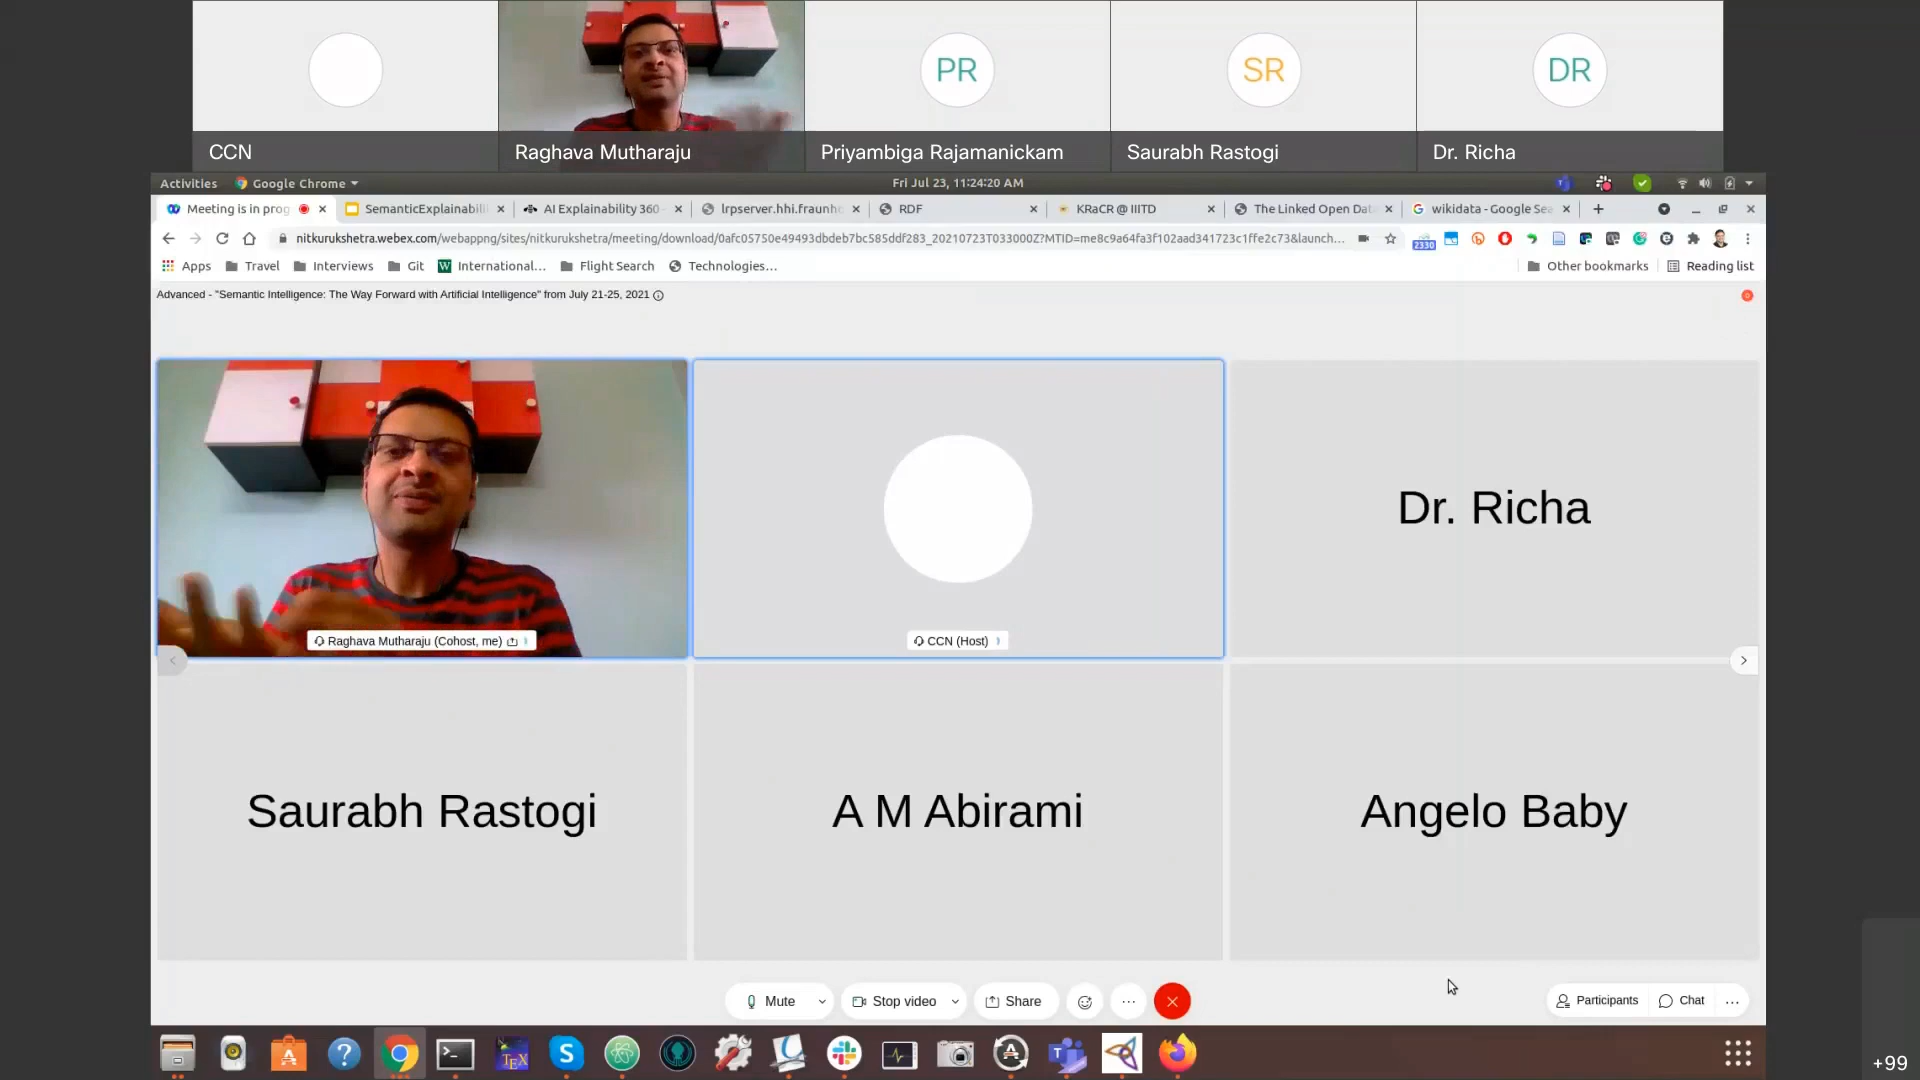 PR
SR
DR
CCN
Raghava Mutharaju
Priyambiga Rajamanickam
Saurabh Rastogi
Dr. Richa
Activities
Google Chrome
Fri Jul 23, 11:24:20 AM
Meeting is in prog
SemanticExplainabili
AI Explainability 360 -
lrpserver.hhi.fraunh
RDF
KRaCR @ IIITD
The Linked Open Dat
wikidata - Google Sea
nitkurukshetra.webex.com/webappng/sites/nitkurukshetra/meeting/download/0afc05750e49493dbdeb7bc585ddf283_20210723T033000Z?MTID=me8c9a64fa3f102aad341723c1ffe2c73&launch...
2330
Apps
Travel
Interviews
Git
International...
Flight Search
Technologies...
Other bookmarks
Reading list
Advanced - "Semantic Intelligence: The Way Forward with Artificial Intelligence" from July 21-25, 2021
Dr. Richa
Raghava Mutharaju (Cohost, me)
CCN (Host)
Saurabh Rastogi
A M Abirami
Angelo Baby
Mute
Stop video
Share
Participants
Chat
TEX
+99